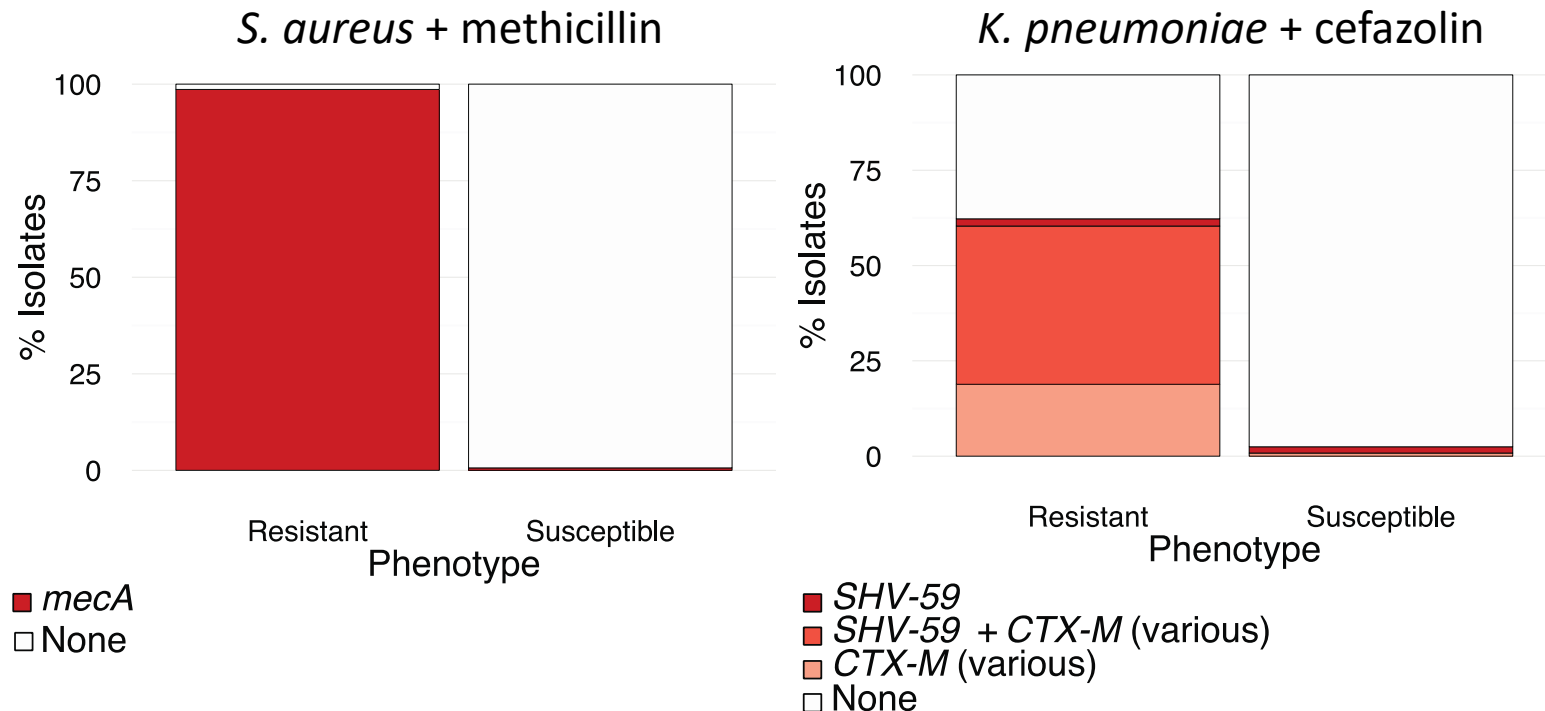 S. aureus + methicillin
% Isolates
100
75
50
25
0
Resistant
Susceptible
Phenotype
mecA
None
K. pneumoniae + cefazolin
% Isolates
100
75
50
25
0
Resistant
Susceptible
Phenotype
SHV-59
SHV-59 + CTX-M (various)
CTX-M (various)
None